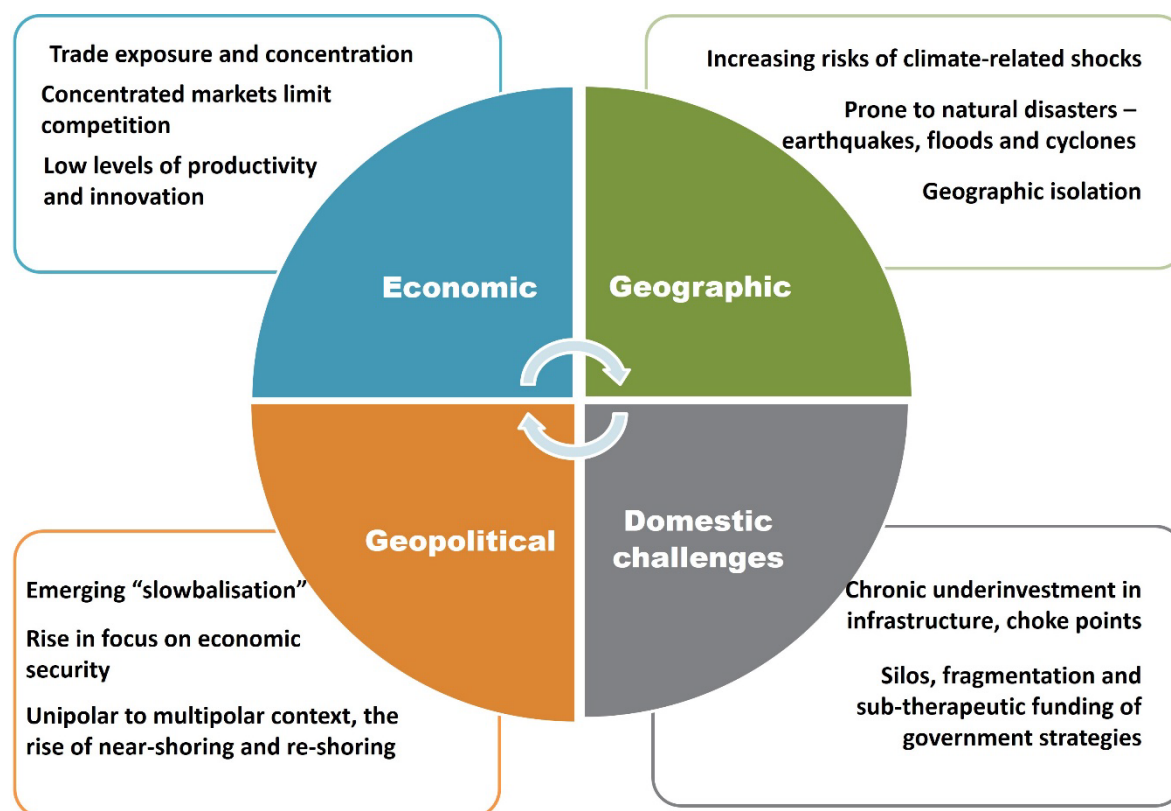 Trade exposure and concentration
Concentrated markets limit
competition
Low levels of productivity
and innovation
Increasing risks of climate-related shocks
Prone to natural disasters –
earthquakes, floods and cyclones
Geographic isolation
Economic
Geographic
Geopolitical
Domestic
challenges
Emerging “slowbalisation”
Rise in focus on economic
security
Unipolar to multipolar context, the
rise of near-shoring and re-shoring
Chronic underinvestment in
infrastructure, choke points
Silos, fragmentation and
sub-therapeutic funding of
government strategies